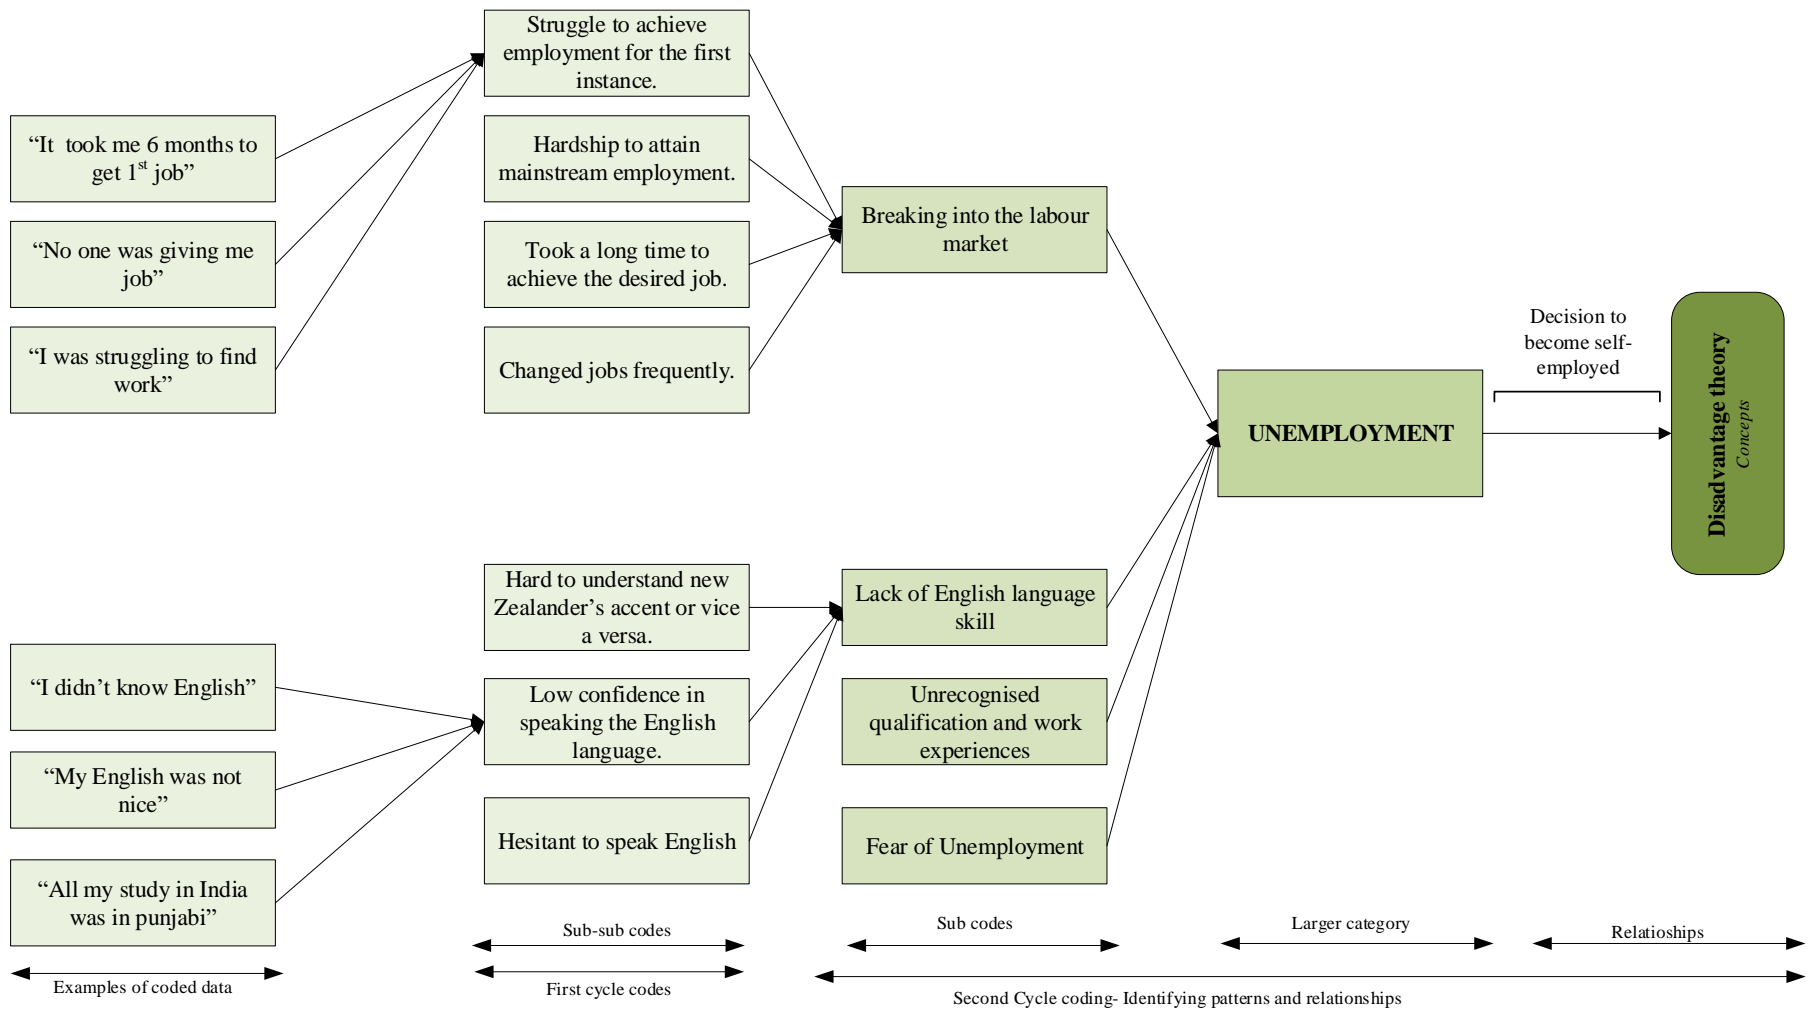 Struggle to achieve
employment for the first
instance.
“It  took me 6 months to
get 1st job”
Hardship to attain
mainstream employment.
Breaking into the labour
market
“No one was giving me
job”
Took a long time to
achieve the desired job.
“I was struggling to find
work”
Changed jobs frequently.
Decision to
become self-
employed
UNEMPLOYMENT
Disadvantage theory
Concepts
Hard to understand new
Zealander’s accent or vice
a versa.
Lack of English language
skill
“I didn’t know English”
Low confidence in
speaking the English
language.
Unrecognised
qualification and work
experiences
“My English was not
nice”
Hesitant to speak English
Fear of Unemployment
“All my study in India
was in punjabi”
Sub-sub codes
Sub codes
Larger category
Relatioships
Examples of coded data
First cycle codes
Second Cycle coding- Identifying patterns and relationships